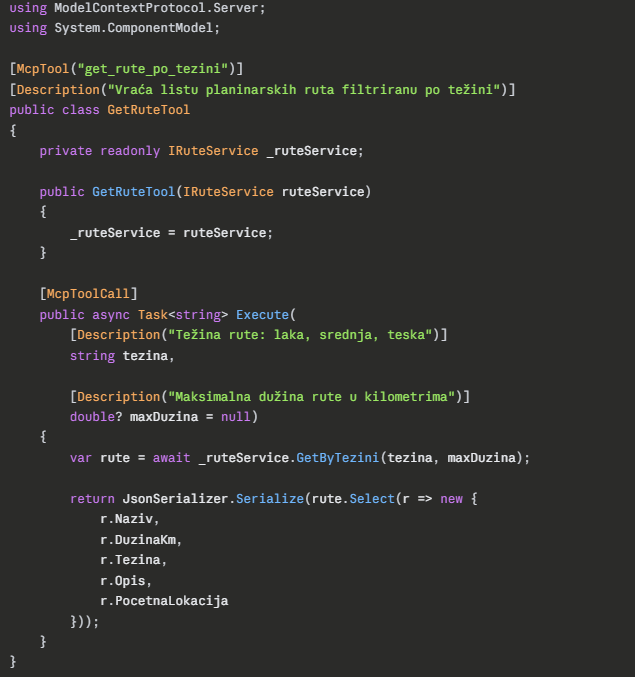 using ModelContextProtocol.Server;
using System.ComponentModel;

[McpTool("get_rute_po_tezini")]
[Description("Vraća listu planinarskih ruta filtriranu po težini")]
public class GetRuteTool
{
    private readonly IRuteService _ruteService;

    public GetRuteTool(IRuteService ruteService)
    {
        _ruteService = ruteService;
    }

    [McpToolCall]
    public async Task<string> Execute(
        [Description("Težina rute: laka, srednja, teska")]
        string tezina,

        [Description("Maksimalna dužina rute u kilometrima")]
        double? maxDuzina = null)
    {
        var rute = await _ruteService.GetByTezini(tezina, maxDuzina);

        return JsonSerializer.Serialize(rute.Select(r => new {
            r.Naziv,
            r.DuzinaKm,
            r.Tezina,
            r.Opis,
            r.PocetnaLokacija
        }));
    }
}